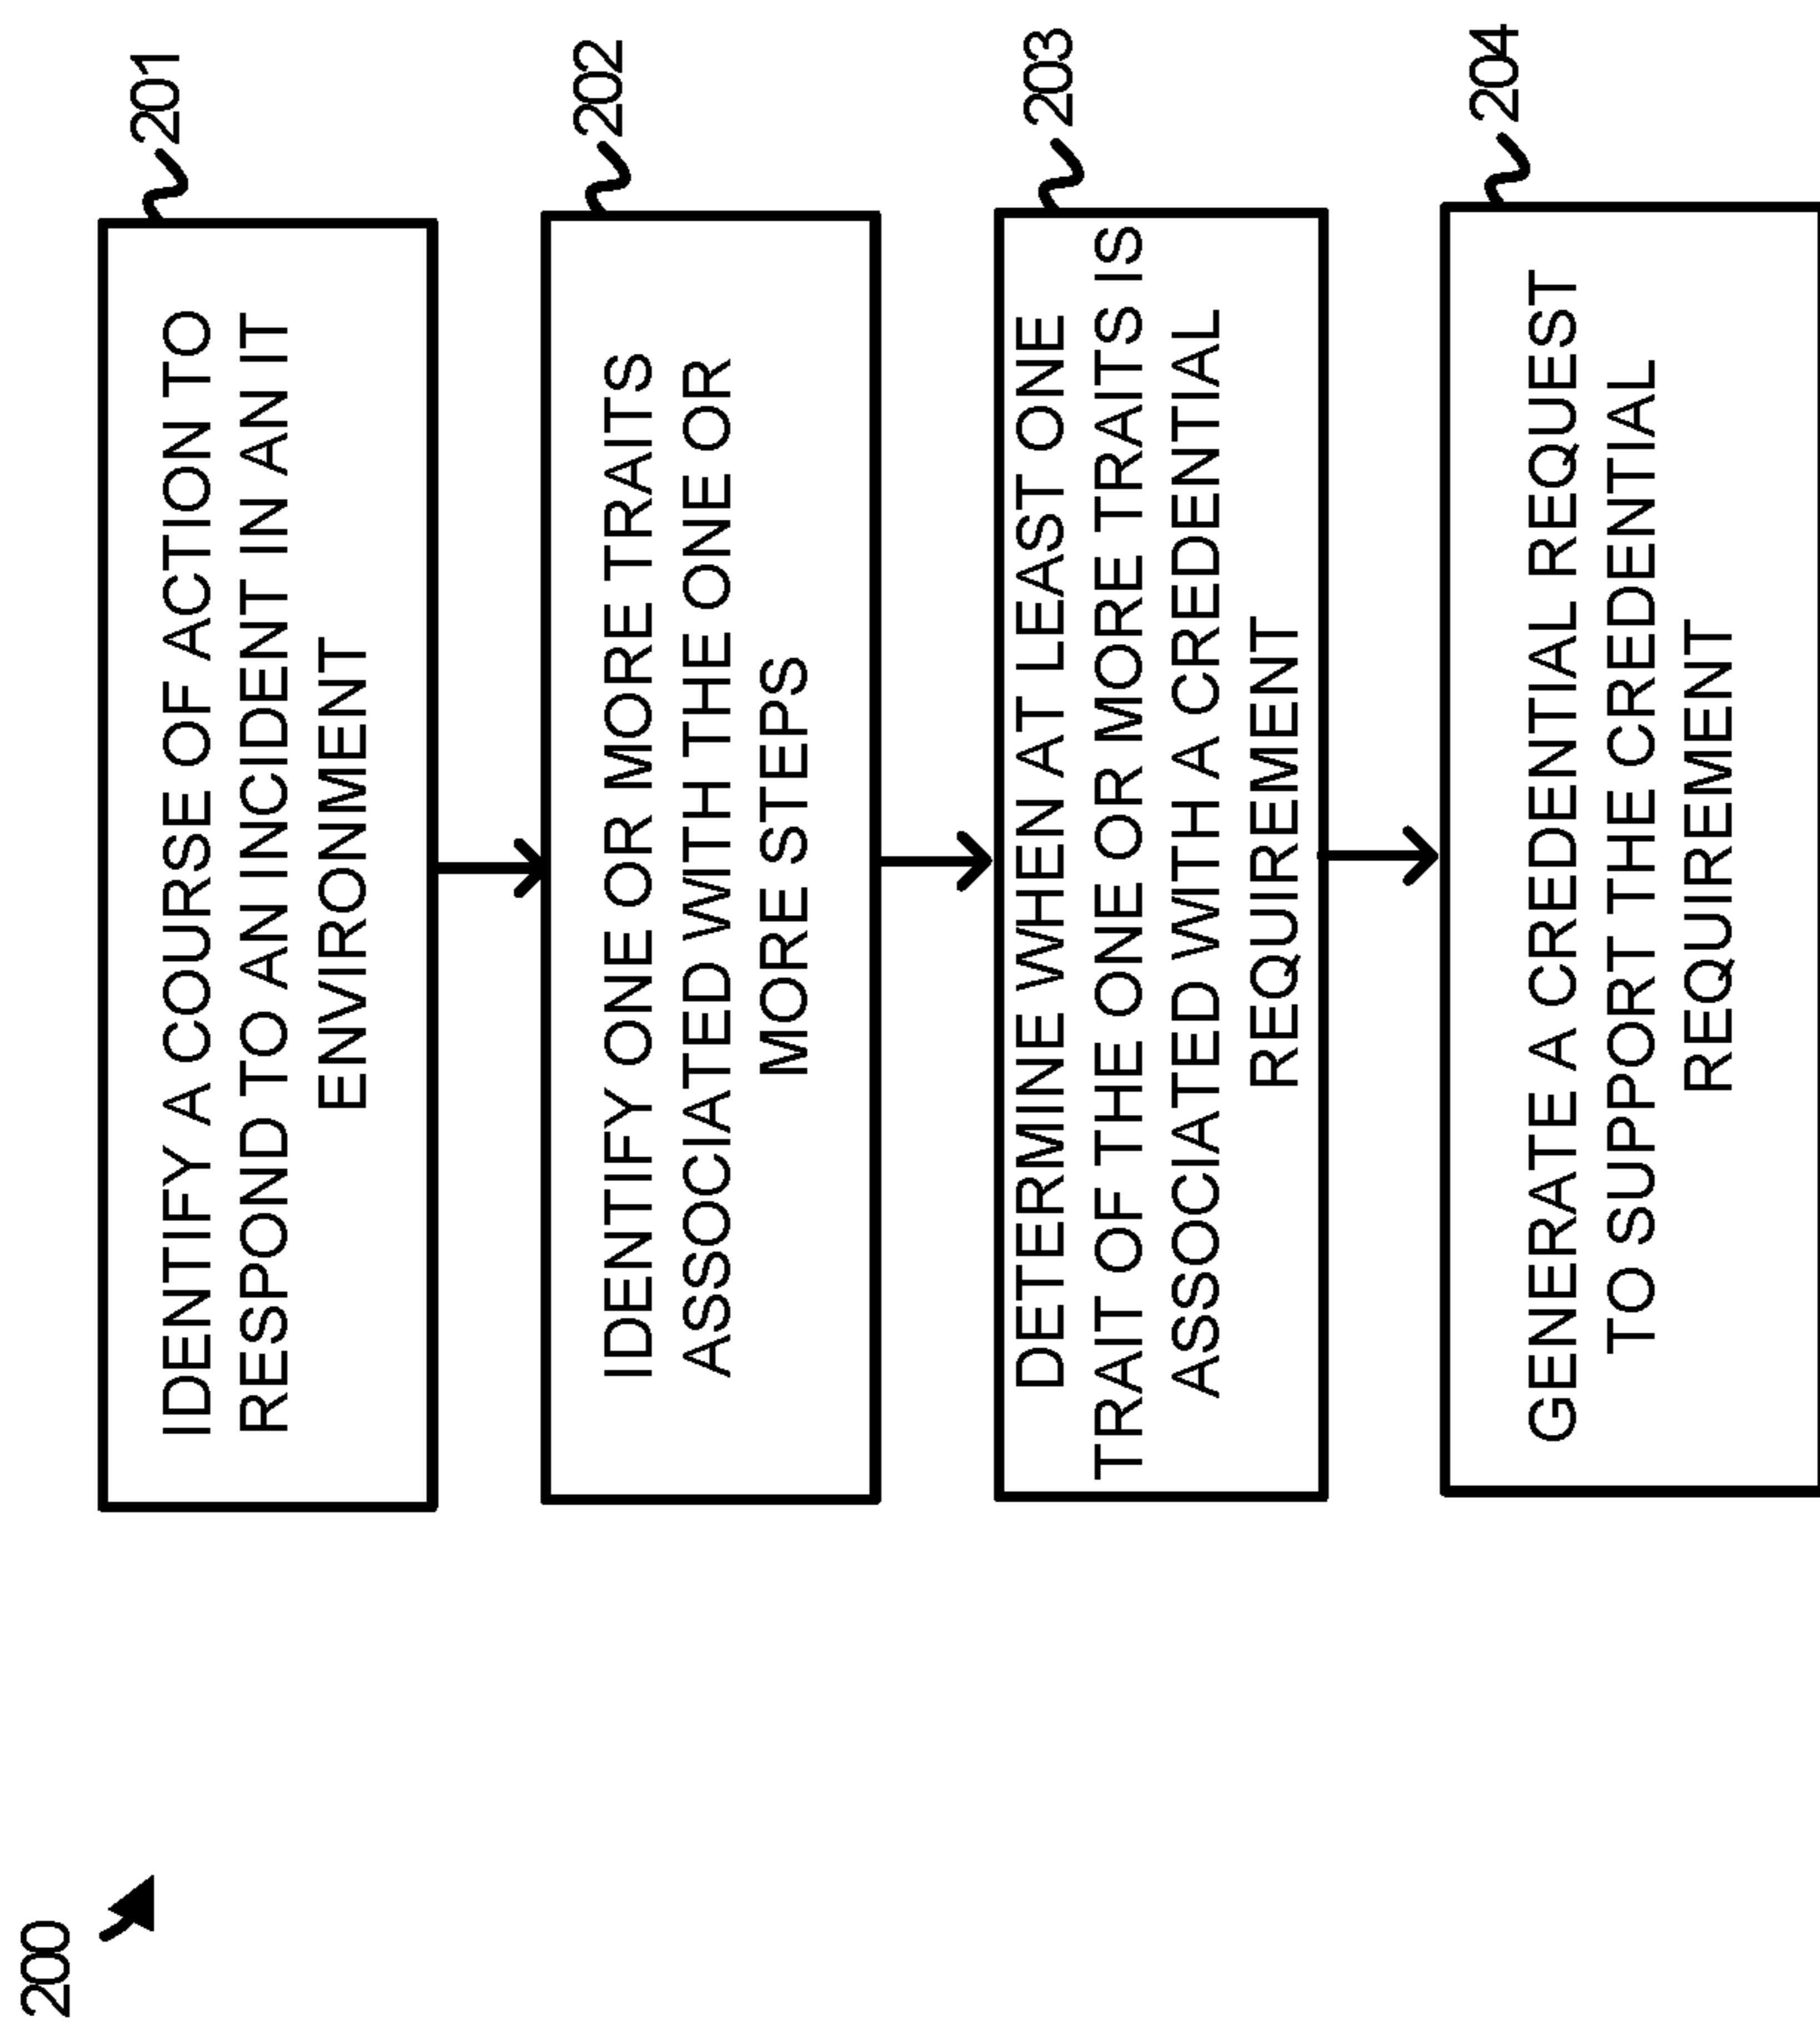 200
201
IDENTIFY A COURSE OF ACTION TO
RESPOND TO AN INCIDENT IN AN IT
ENVIRONMENT
202
IDENTIFY ONE OR MORE TRAITS
ASSOCIATED WITH THE ONE OR
MORE STEPS
203
DETERMINE WHEN AT LEAST ONE
TRAIT OF THE ONE OR MORE TRAITS IS
ASSOCIATED WITH A CREDENTIAL
REQUIREMENT
204
GENERATE A CREDENTIAL REQUEST
TO SUPPORT THE CREDENTIAL
REQUIREMENT